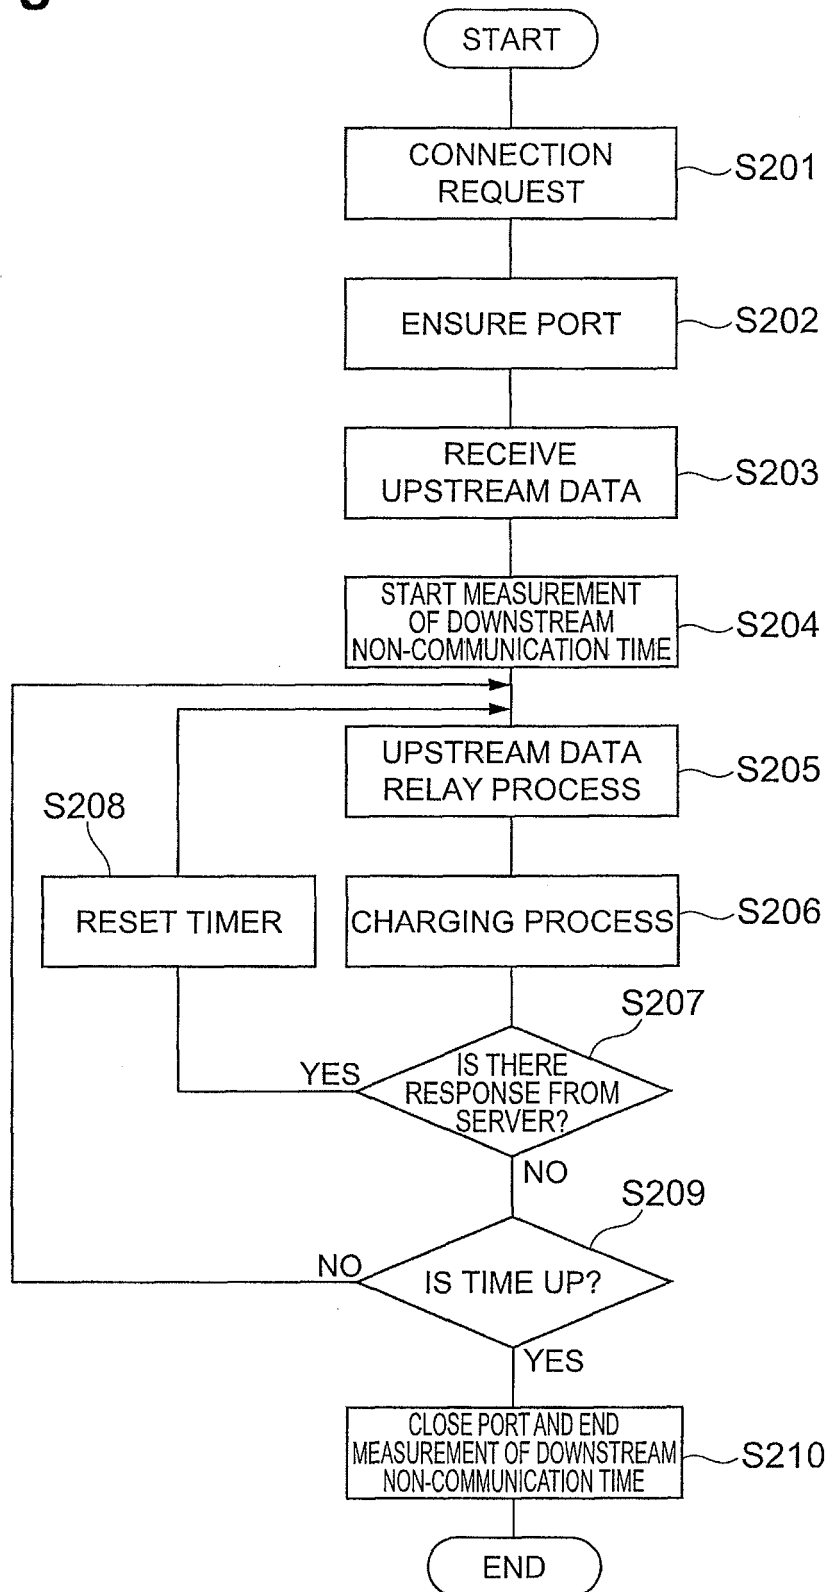 START
CONNECTION
REQUEST
S201
ENSURE PORT
S202
RECEIVE
UPSTREAM DATA
S203
START MEASUREMENT
OF DOWNSTREAM
NON-COMMUNICATION TIME
S204
UPSTREAM DATA
RELAY PROCESS
S205
S208
RESET TIMER
CHARGING PROCESS
S206
S207
IS THERE
RESPONSE FROM
SERVER?
YES
NO
S209
IS TIME UP?
NO
YES
CLOSE PORT AND END
MEASUREMENT OF DOWNSTREAM
NON-COMMUNICATION TIME
S210
END